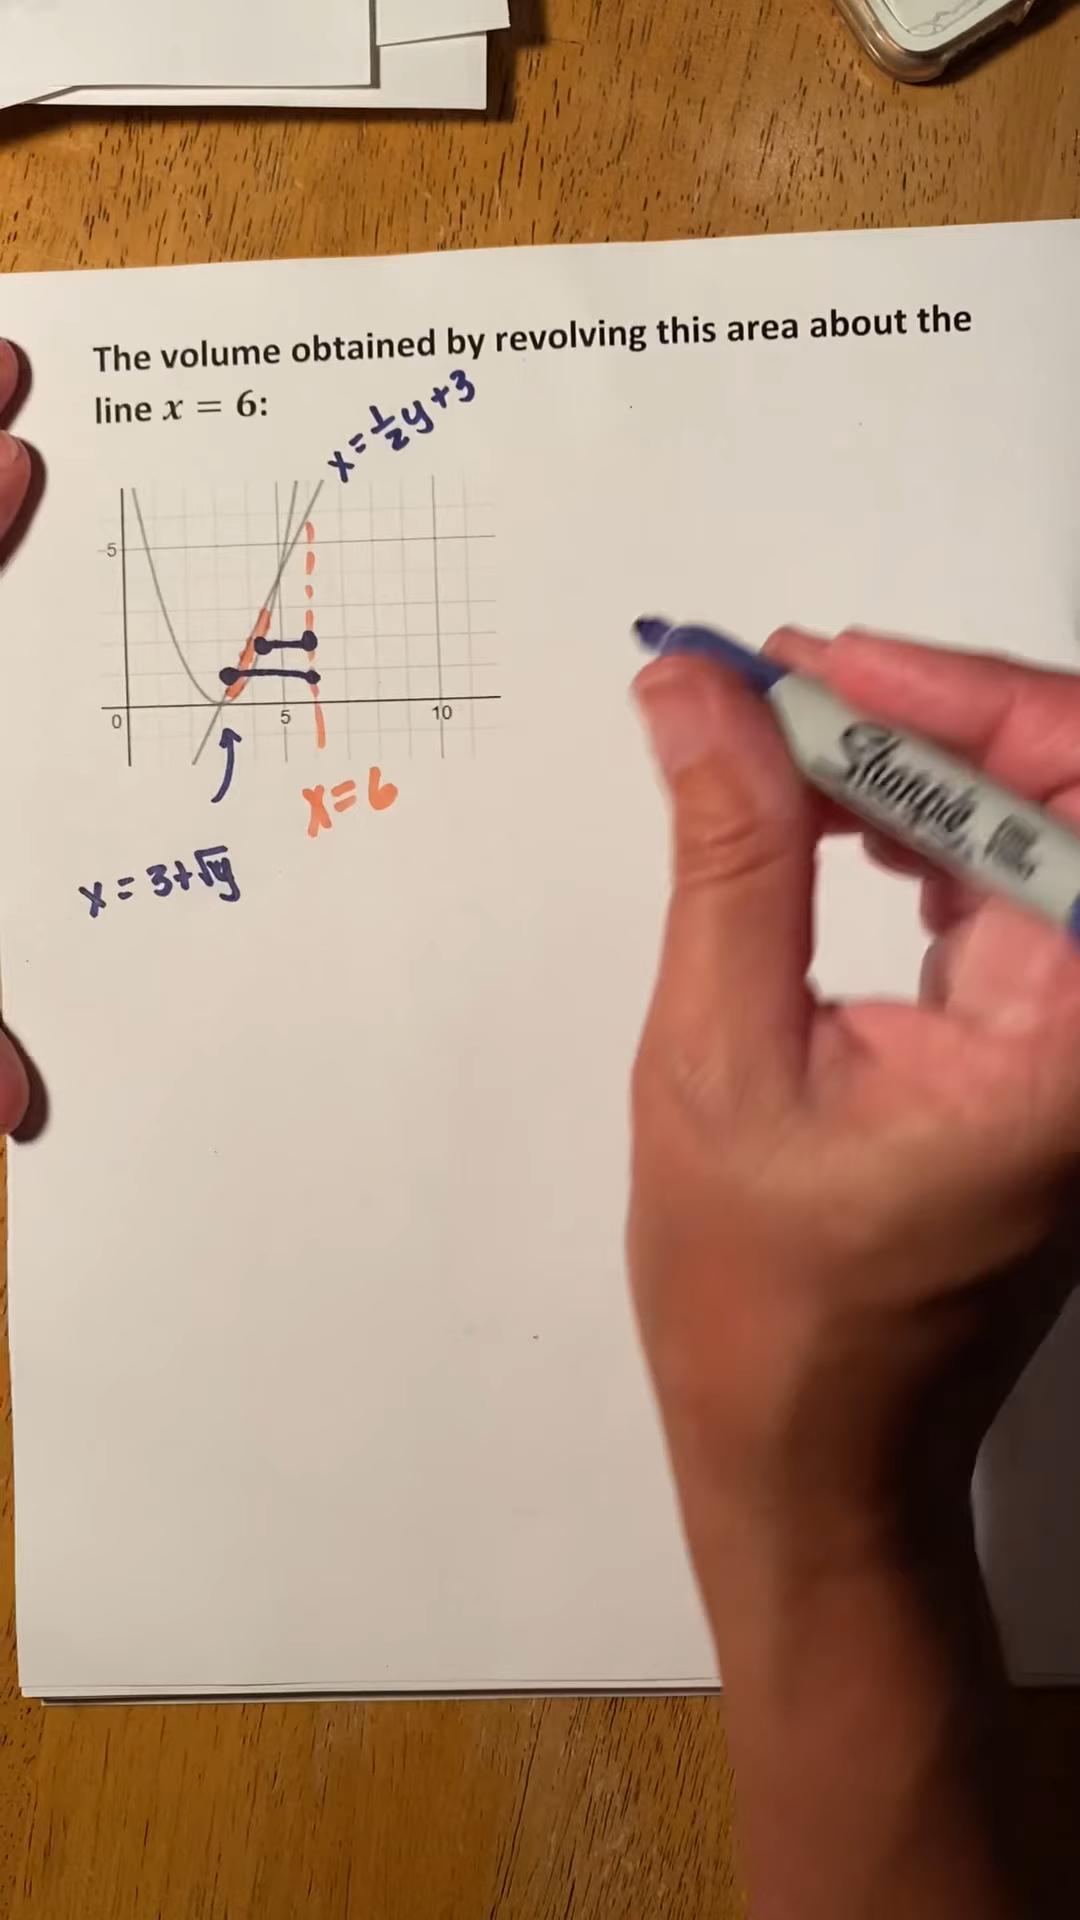 The volume obtained by revolving this area about the
line x = 6:
x = 1/2 y + 3
5
0
5
10
x = 6
x = 3 + √y
Sharpie